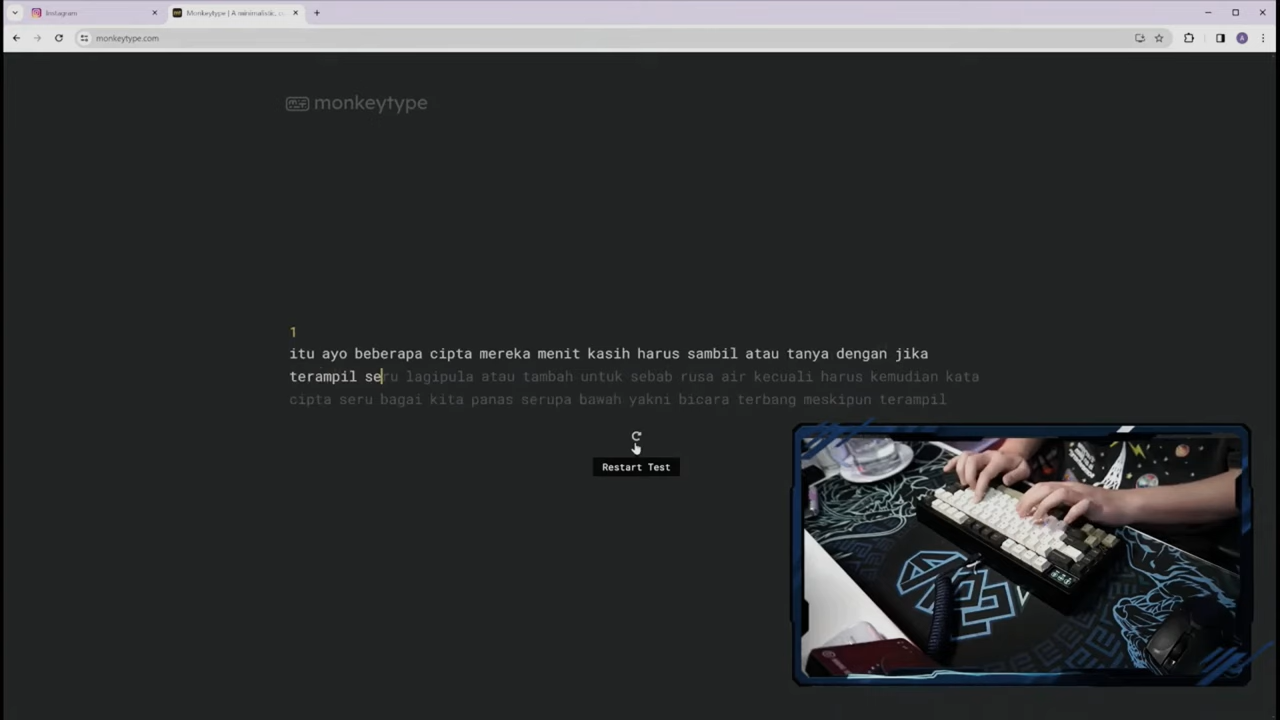 Instagram
Monkeytype | A minimalistic, c
monkeytype.com
monkeytype
1
itu ayo beberapa cipta mereka menit kasih harus sambil atau tanya dengan jika
terampil seru lagipula atau tambah untuk sebab rusa air kecuali harus kemudian kata
cipta seru bagai kita panas serupa bawah yakni bicara terbang meskipun terampil
Restart Test